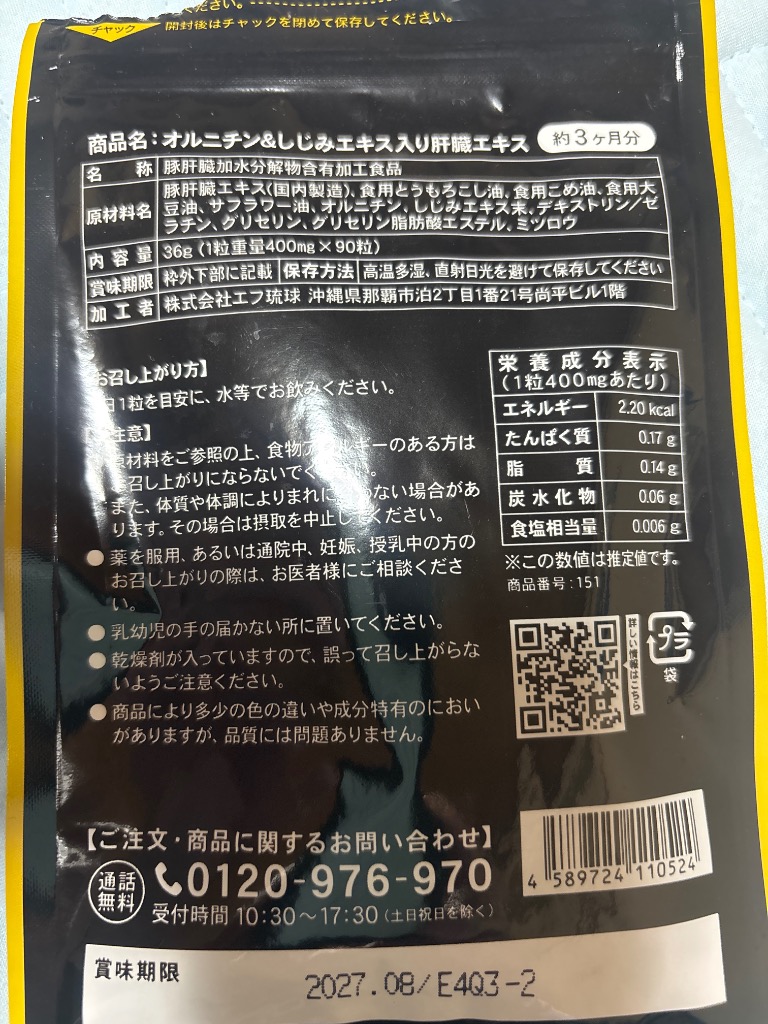 ださい。
チャック
開封後はチャックを閉めて保存してください。
商品名：オルニチン&しじみエキス入り肝臓エキス 約3ヶ月分
名称 豚肝臓加水分解物含有加工食品
原材料名 豚肝臓エキス(国内製造)、食用とうもろこし油、食用こめ油、食用大
豆油、サフラワー油、オルニチン、しじみエキス末、デキストリン/ゼ
ラチン、グリセリン、グリセリン脂肪酸エステル、ミツロウ
内容量 36g (1粒重量400mg×90粒)
賞味期限 枠外下部に記載 保存方法 高温多湿、直射日光を避けて保存してください
加工者 株式会社エフ琉球 沖縄県那覇市泊2丁目1番21号尚平ビル1階
お召し上がり方】
1粒を目安に、水等でお飲みください。
注意】
原材料をご参照の上、食物アレルギーのある方は
お召し上がりにならないでください。
また、体質や体調によりまれに合わない場合があ
ります。その場合は摂取を中止してください。
● 薬を服用、あるいは通院中、妊娠、授乳中の方の
お召し上がりの際は、お医者様にご相談くださ
い。
● 乳幼児の手の届かない所に置いてください。
● 乾燥剤が入っていますので、誤って召し上がらな
いようご注意ください。
● 商品により多少の色の違いや成分特有のにおい
がありますが、品質には問題ありません。
栄養成分表示
(1粒400mgあたり)
エネルギー 2.20 kcal
たんぱく質 0.17 g
脂質 0.14 g
炭水化物 0.06 g
食塩相当量 0.006 g
※この数値は推定値です。
商品番号：151
詳しい情報はこちら
プラ
袋
【ご注文・商品に関するお問い合わせ】
通話
無料
0120-976-970
受付時間 10:30〜17:30 (土日祝日を除く)
4 589724 110524
賞味期限
2027.08/E4Q3-2